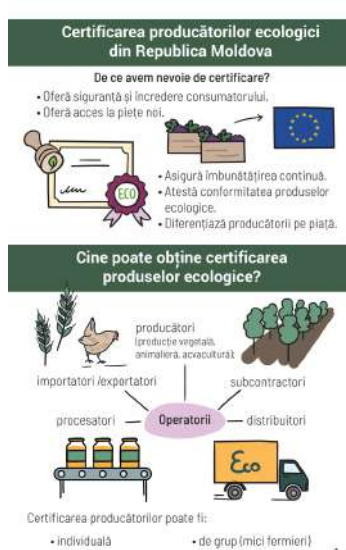 Certificarea producătorilor ecologici
din Republica Moldova
De ce avem nevoie de certificare?
• Oferă siguranță și încredere consumatorului.
• Oferă acces la piețe noi.
ECO
• Asigură îmbunătățirea continuă.
• Atestă conformitatea produselor
ecologice.
• Diferențiază producătorii pe piață.
Cine poate obține certificarea
produselor ecologice?
producători
(producție vegetală,
animalieră, acvacultură);
importatori /exportatori
subcontractori
procesatori
Operatorii
distribuitori
Eco
Certificarea producătorilor poate fi:
• individuală
• de grup (mici fermieri)